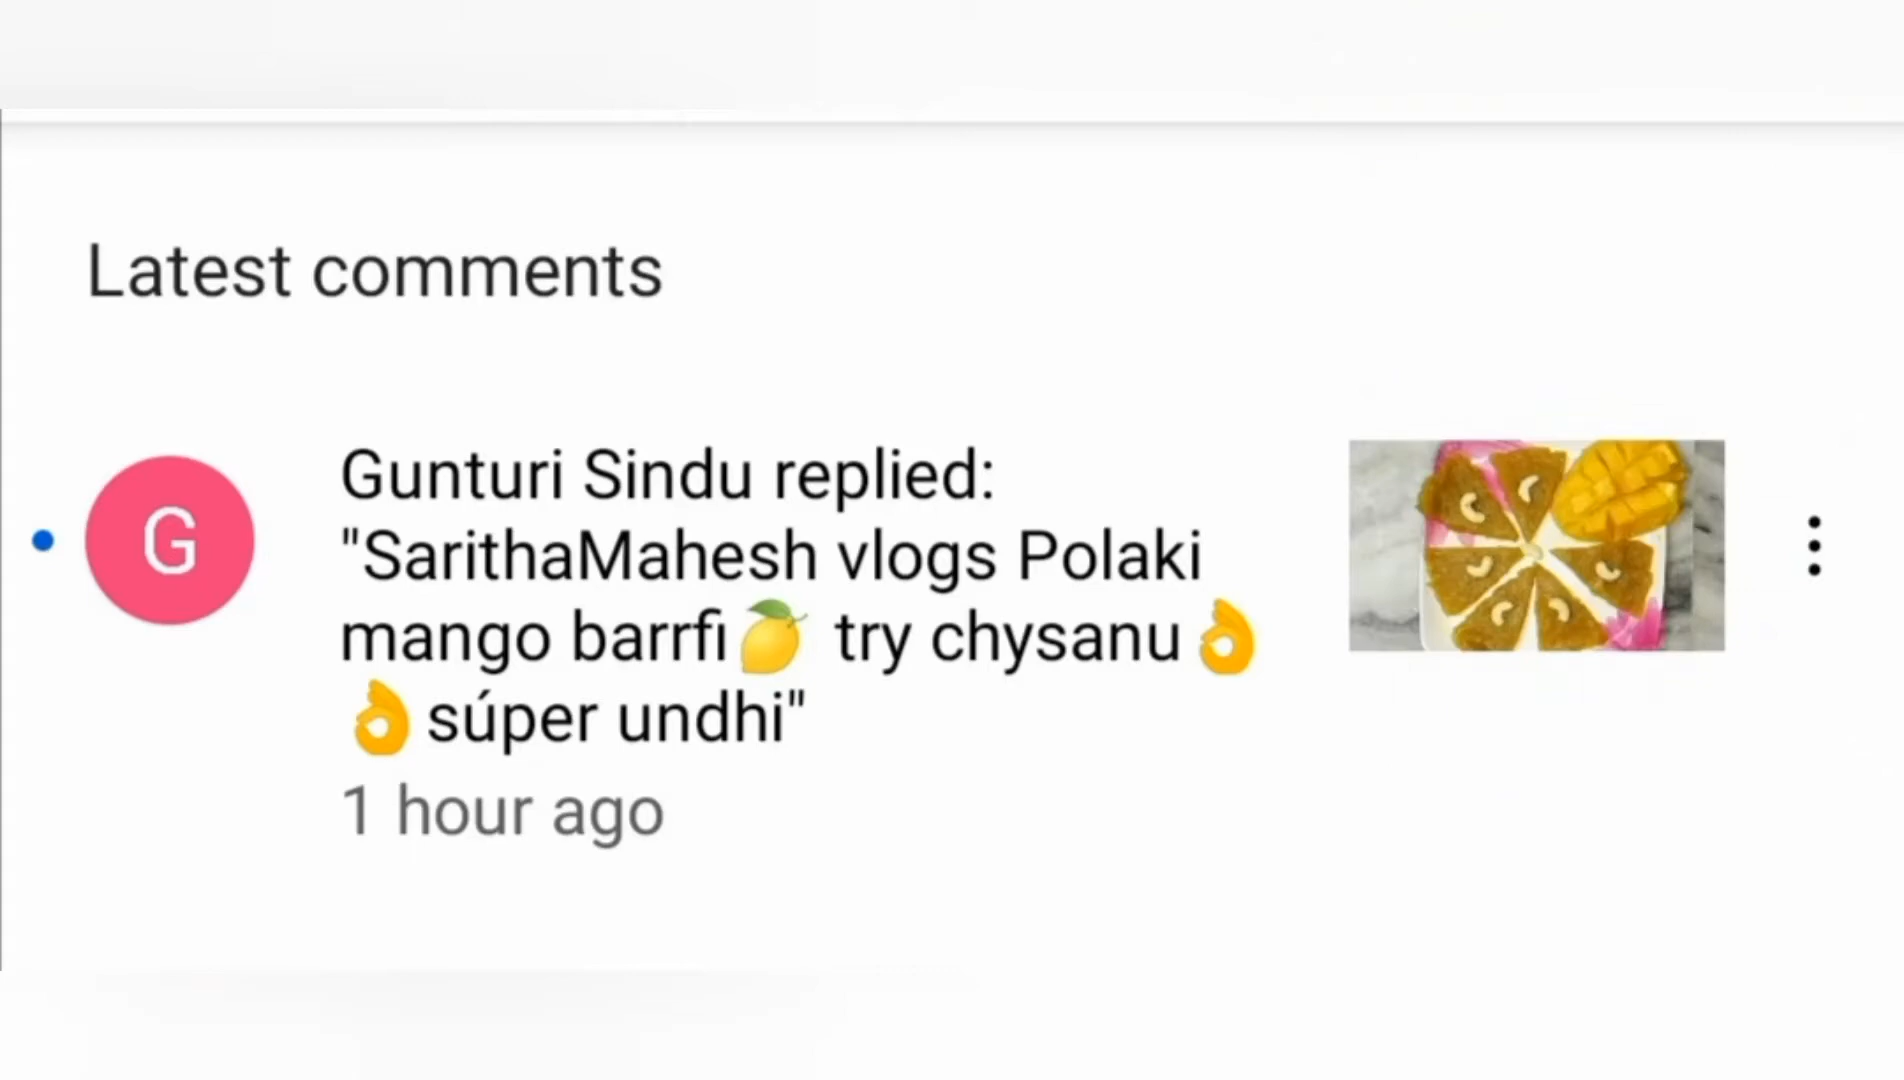 Latest comments
G
Gunturi Sindu replied:
"SarithaMahesh vlogs Polaki
mango barrfi🍋 try chysanu👌
👌súper undhi"
1 hour ago